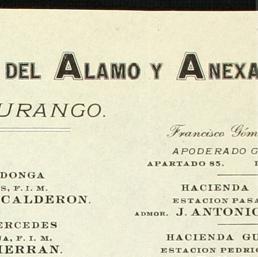 DEL ALAMO Y ANEXA
URANGO.
Francisco Góm
APODERADO G
APARTADO 85.
DONGA
S, F. I. M.
CALDERON.
HACIENDA
ESTACION PASA
ADMOR. J. ANTONIO
ERCEDES
A, F. I. M.
HERRAN.
HACIENDA GU
ESTACION PEDRIC